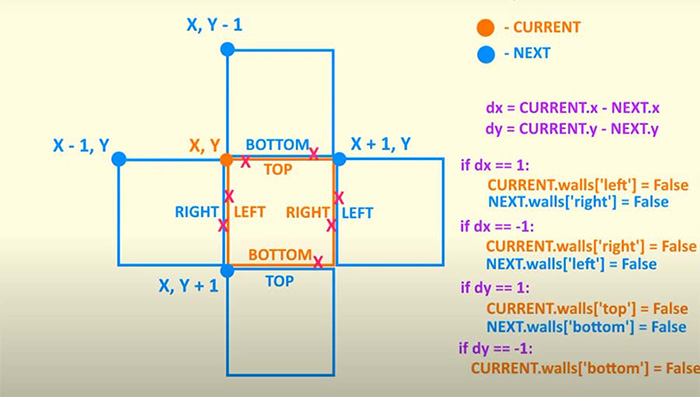 X, Y - 1
- CURRENT
- NEXT
dx = CURRENT.x - NEXT.x
dy = CURRENT.y - NEXT.y
X - 1, Y
X, Y
BOTTOM
X + 1, Y
TOP
X
X
if dx == 1:
CURRENT.walls['left'] = False
NEXT.walls['right'] = False
X
X
RIGHT
LEFT
RIGHT
LEFT
X
X
if dx == -1:
CURRENT.walls['right'] = False
NEXT.walls['left'] = False
BOTTOM
X
TOP
X, Y + 1
if dy == 1:
CURRENT.walls['top'] = False
NEXT.walls['bottom'] = False
if dy == -1:
CURRENT.walls['bottom'] = False